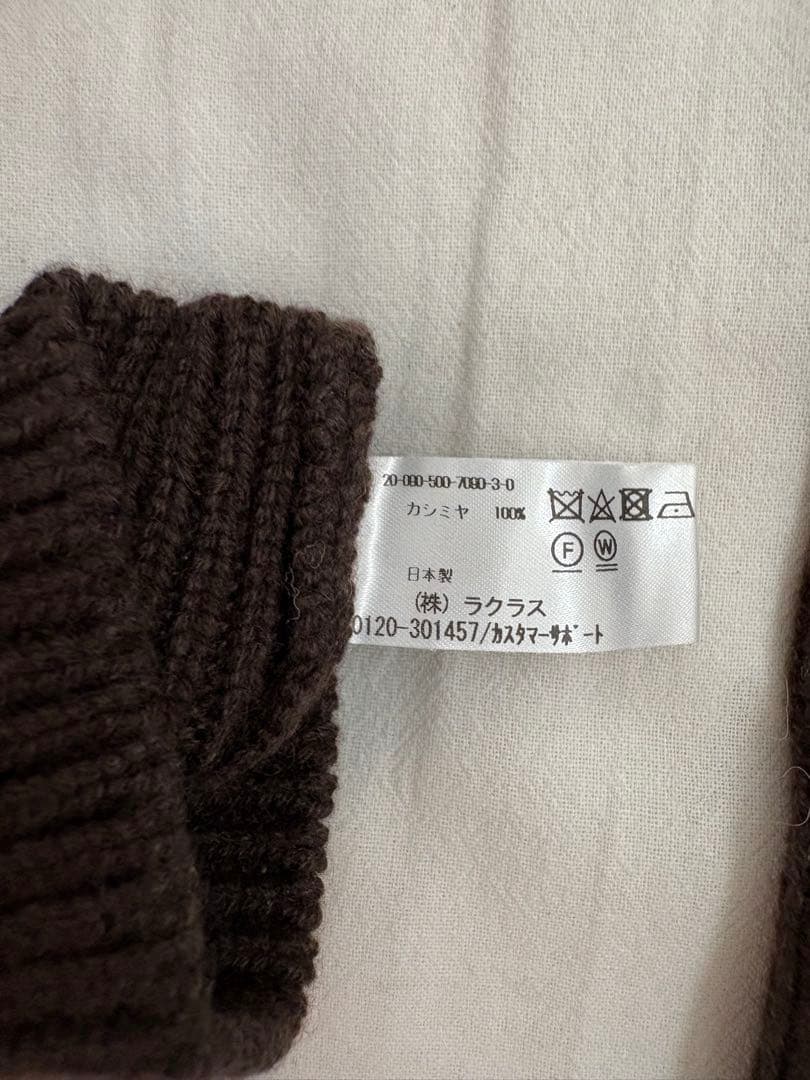 20-080-500-7080-3-0
カシミヤ 100%
F W
日本製
(株) ラクラス
0120-301457/カスタマーサポート